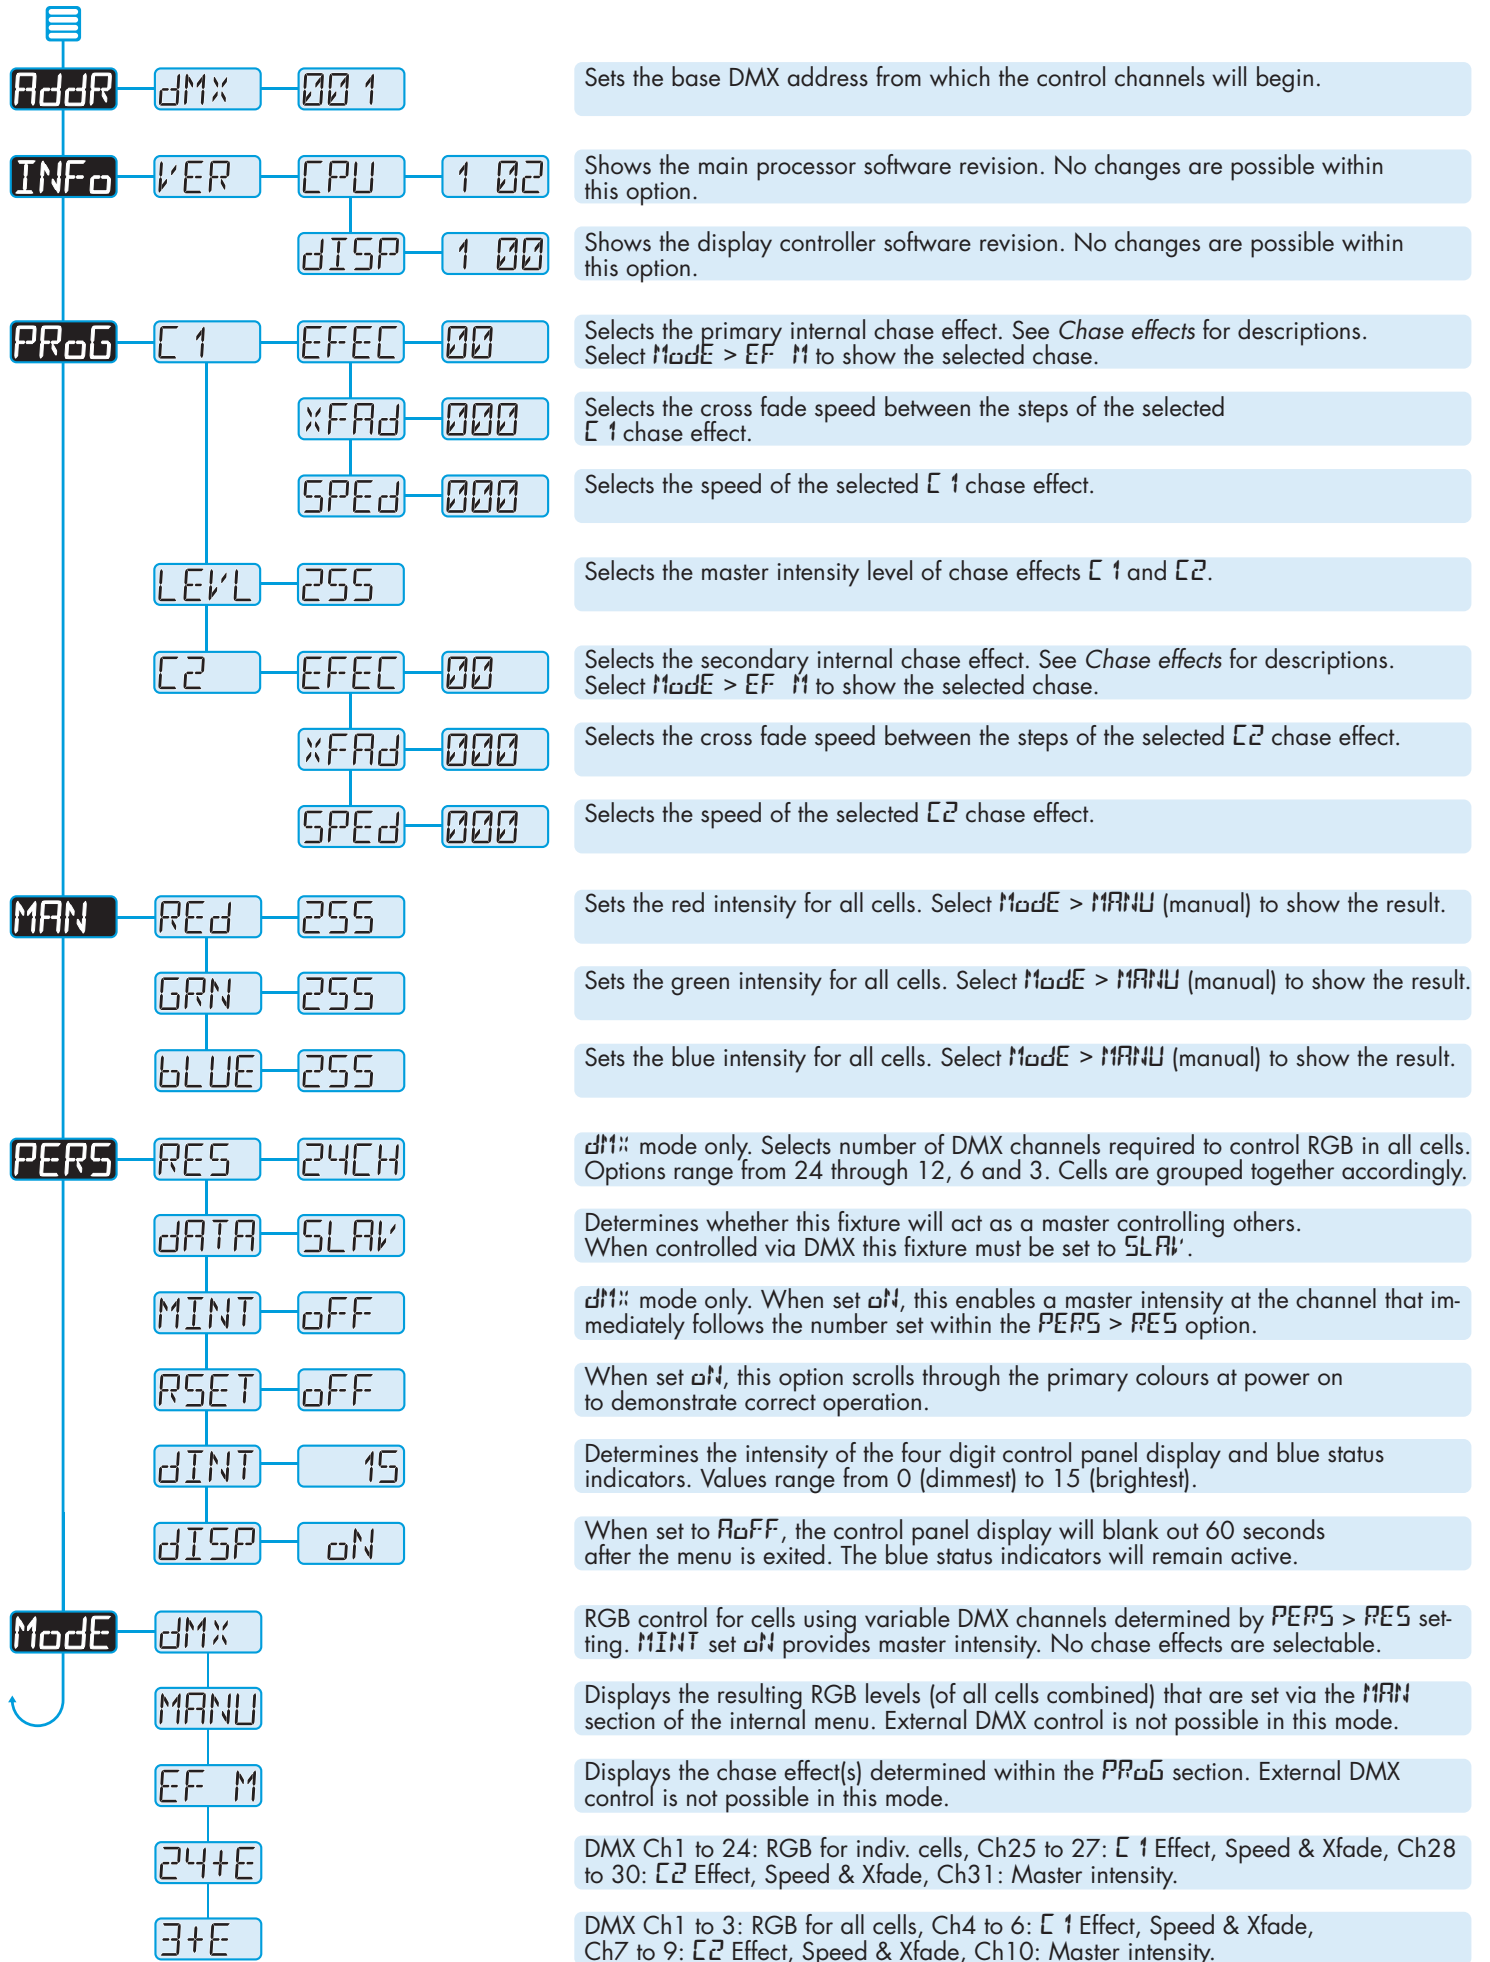 AddR dMX 001 Sets the base DMX address from which the control channels will begin.
INFo VER CPU 1 02 Shows the main processor software revision. No changes are possible within
this option.
dISP 1 00 Shows the display controller software revision. No changes are possible within
this option.
PRoG C 1 EFEC 00 Selects the primary internal chase effect. See Chase effects for descriptions.
Select ModE > EF M to show the selected chase.
XFAd 000 Selects the cross fade speed between the steps of the selected
C 1 chase effect.
SPEd 000 Selects the speed of the selected C 1 chase effect.
LEVL 255 Selects the master intensity level of chase effects C 1 and C2.
C2 EFEC 00 Selects the secondary internal chase effect. See Chase effects for descriptions.
Select ModE > EF M to show the selected chase.
XFAd 000 Selects the cross fade speed between the steps of the selected C2 chase effect.
SPEd 000 Selects the speed of the selected C2 chase effect.
MAN REd 255 Sets the red intensity for all cells. Select ModE > MANU (manual) to show the result.
GRN 255 Sets the green intensity for all cells. Select ModE > MANU (manual) to show the result.
bLUE 255 Sets the blue intensity for all cells. Select ModE > MANU (manual) to show the result.
PERS RES 24CH dMX mode only. Selects number of DMX channels required to control RGB in all cells.
Options range from 24 through 12, 6 and 3. Cells are grouped together accordingly.
dATA SLAV Determines whether this fixture will act as a master controlling others.
When controlled via DMX this fixture must be set to SLAV.
MINT oFF dMX mode only. When set oN, this enables a master intensity at the channel that im-
mediately follows the number set within the PERS > RES option.
RSET oFF When set oN, this option scrolls through the primary colours at power on
to demonstrate correct operation.
dINT 15 Determines the intensity of the four digit control panel display and blue status
indicators. Values range from 0 (dimmest) to 15 (brightest).
dISP oN When set to AoFF, the control panel display will blank out 60 seconds
after the menu is exited. The blue status indicators will remain active.
ModE dMX RGB control for cells using variable DMX channels determined by PERS > RES set-
ting. MINT set oN provides master intensity. No chase effects are selectable.
MANU Displays the resulting RGB levels (of all cells combined) that are set via the MAN
section of the internal menu. External DMX control is not possible in this mode.
EF M Displays the chase effect(s) determined within the PRoG section. External DMX
control is not possible in this mode.
24+E DMX Ch1 to 24: RGB for indiv. cells, Ch25 to 27: C 1 Effect, Speed & Xfade, Ch28
to 30: C2 Effect, Speed & Xfade, Ch31: Master intensity.
3+E DMX Ch1 to 3: RGB for all cells, Ch4 to 6: C 1 Effect, Speed & Xfade,
Ch7 to 9: C2 Effect, Speed & Xfade, Ch10: Master intensity.